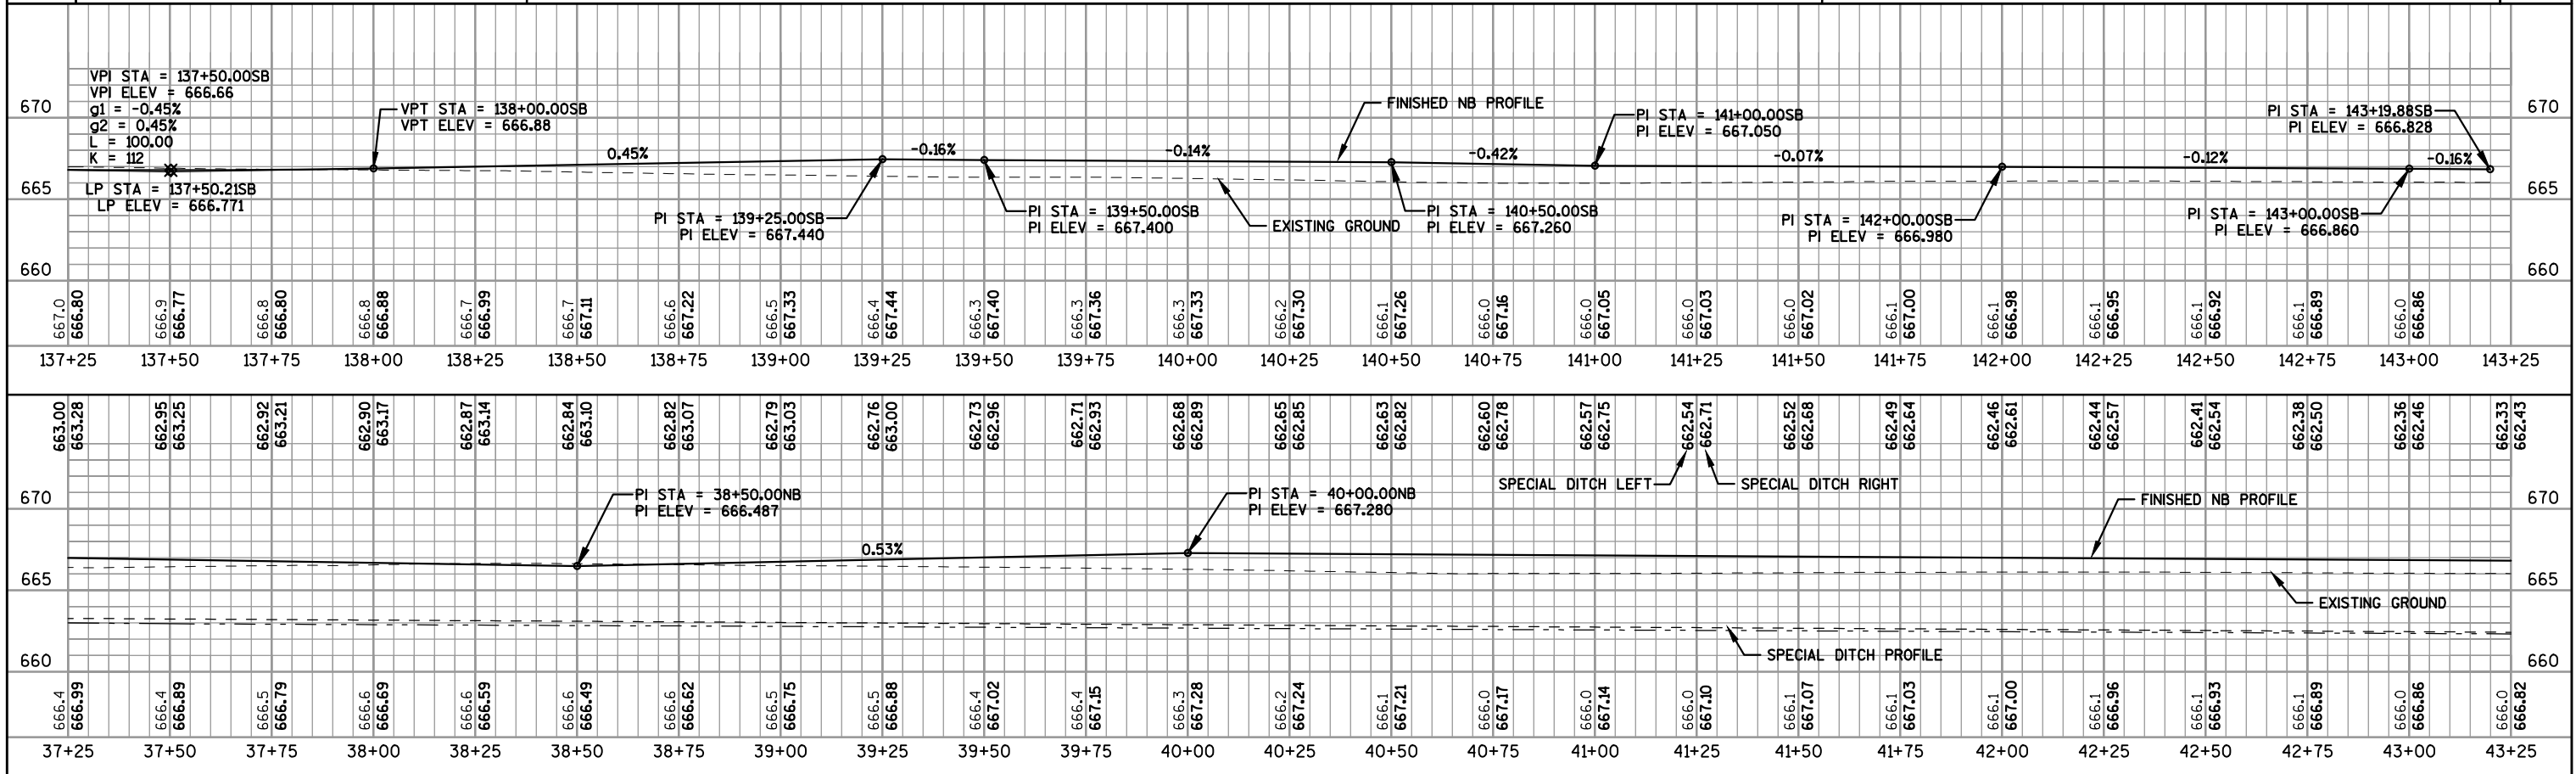 VPI STA = 137+50.00SB
VPI ELEV = 666.66
g1 = -0.45%
g2 = 0.45%
L = 100.00
K = 112
LP STA = 137+50.21SB
LP ELEV = 666.771
VPT STA = 138+00.00SB
VPT ELEV = 666.88
0.45%
PI STA = 139+25.00SB
PI ELEV = 667.440
-0.16%
PI STA = 139+50.00SB
PI ELEV = 667.400
-0.14%
EXISTING GROUND
FINISHED NB PROFILE
PI STA = 140+50.00SB
PI ELEV = 667.260
-0.42%
PI STA = 141+00.00SB
PI ELEV = 667.050
-0.07%
PI STA = 142+00.00SB
PI ELEV = 666.980
-0.12%
PI STA = 143+00.00SB
PI ELEV = 666.860
-0.16%
PI STA = 143+19.88SB
PI ELEV = 666.828
670 670
665 665
660 660
667.0 666.9 666.8 666.8 666.7 666.7 666.6 666.5 666.4 666.3 666.3 666.3 666.2 666.1 666.0 666.0 666.0 666.0 666.1 666.1 666.1 666.1 666.1 666.0
666.80 666.77 666.80 666.88 666.99 667.11 667.22 667.33 667.44 667.40 667.36 667.33 667.30 667.26 667.16 667.05 667.03 667.02 667.00 666.98 666.95 666.92 666.89 666.86
137+25 137+50 137+75 138+00 138+25 138+50 138+75 139+00 139+25 139+50 139+75 140+00 140+25 140+50 140+75 141+00 141+25 141+50 141+75 142+00 142+25 142+50 142+75 143+00 143+25
663.00 662.95 662.92 662.90 662.87 662.84 662.82 662.79 662.76 662.73 662.71 662.68 662.65 662.63 662.60 662.57 662.54 662.52 662.49 662.46 662.44 662.41 662.38 662.36 662.33
663.28 663.25 663.21 663.17 663.14 663.10 663.07 663.03 663.00 662.96 662.93 662.89 662.85 662.82 662.78 662.75 662.71 662.68 662.64 662.61 662.57 662.54 662.50 662.46 662.43
SPECIAL DITCH LEFT
SPECIAL DITCH RIGHT
PI STA = 38+50.00NB
PI ELEV = 666.487
0.53%
PI STA = 40+00.00NB
PI ELEV = 667.280
FINISHED NB PROFILE
EXISTING GROUND
SPECIAL DITCH PROFILE
670 670
665 665
660 660
666.4 666.4 666.5 666.6 666.6 666.6 666.6 666.5 666.5 666.4 666.4 666.3 666.2 666.1 666.0 666.0 666.0 666.1 666.1 666.1 666.1 666.1 666.1 666.0 666.0
666.99 666.89 666.79 666.69 666.59 666.49 666.62 666.75 666.88 667.02 667.15 667.28 667.24 667.21 667.17 667.14 667.10 667.07 667.03 667.00 666.96 666.93 666.89 666.86 666.82
37+25 37+50 37+75 38+00 38+25 38+50 38+75 39+00 39+25 39+50 39+75 40+00 40+25 40+50 40+75 41+00 41+25 41+50 41+75 42+00 42+25 42+50 42+75 43+00 43+25